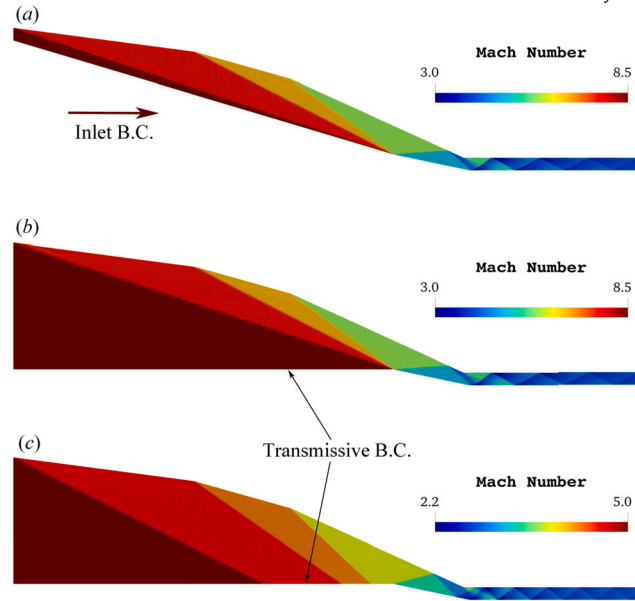 (a)
Mach Number
3.0 8.5
Inlet B.C.
(b)
Mach Number
3.0 8.5
Transmissive B.C.
(c)
Mach Number
2.2 5.0